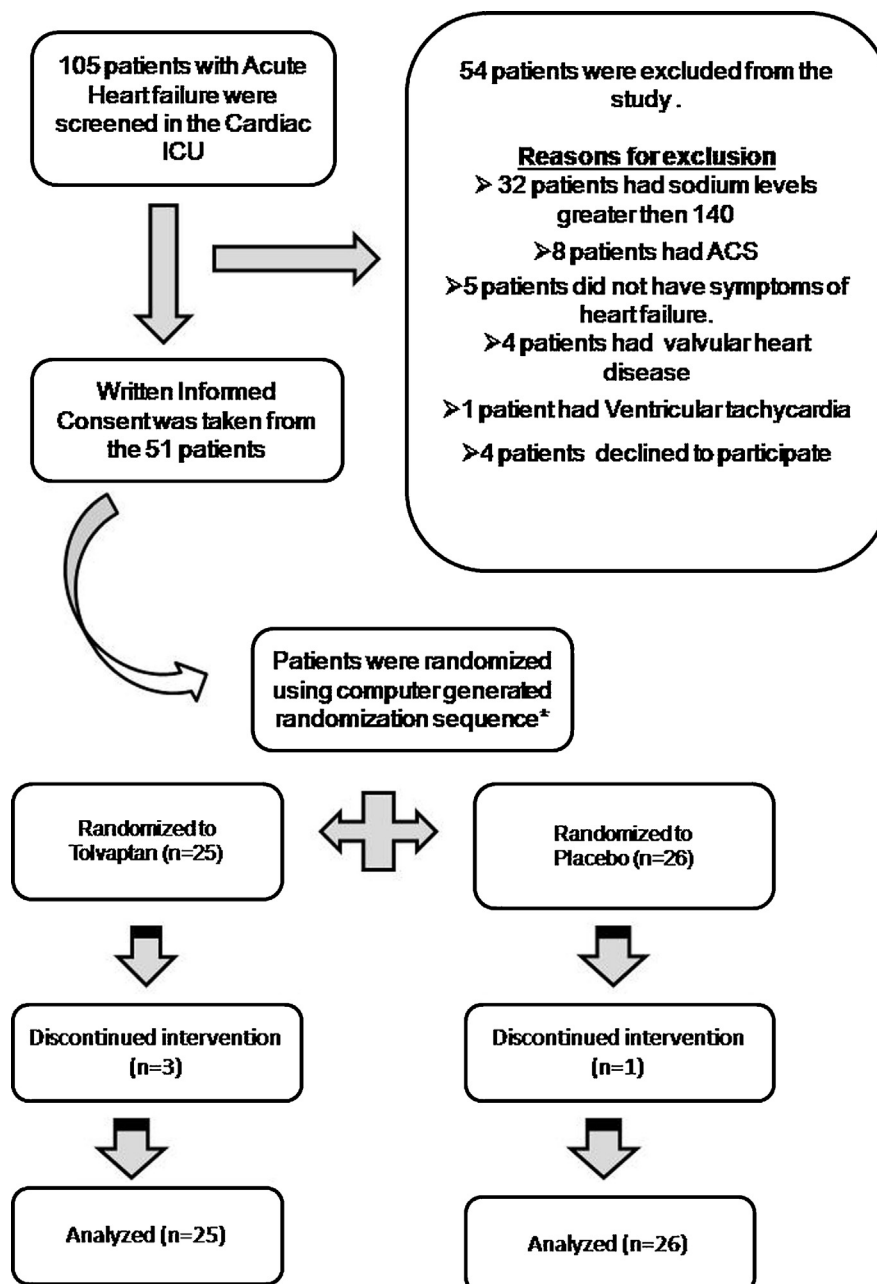 105 patients with Acute
Heart failure were
screened in the Cardiac
ICU
54 patients were excluded from the
study .
Reasons for exclusion
➢ 32 patients had sodium levels
greater then 140
➢8 patients had ACS
➢5 patients did not have symptoms of
heart failure.
➢4 patients had valvular heart
disease
➢1 patient had Ventricular tachycardia
➢4 patients declined to participate
Written Informed
Consent was taken from
the 51 patients
Patients were randomized
using computer generated
randomization sequence*
Randomized to
Tolvaptan (n=25)
Randomized to
Placebo (n=26)
Discontinued intervention
(n=3)
Discontinued intervention
(n=1)
Analyzed (n=25)
Analyzed (n=26)